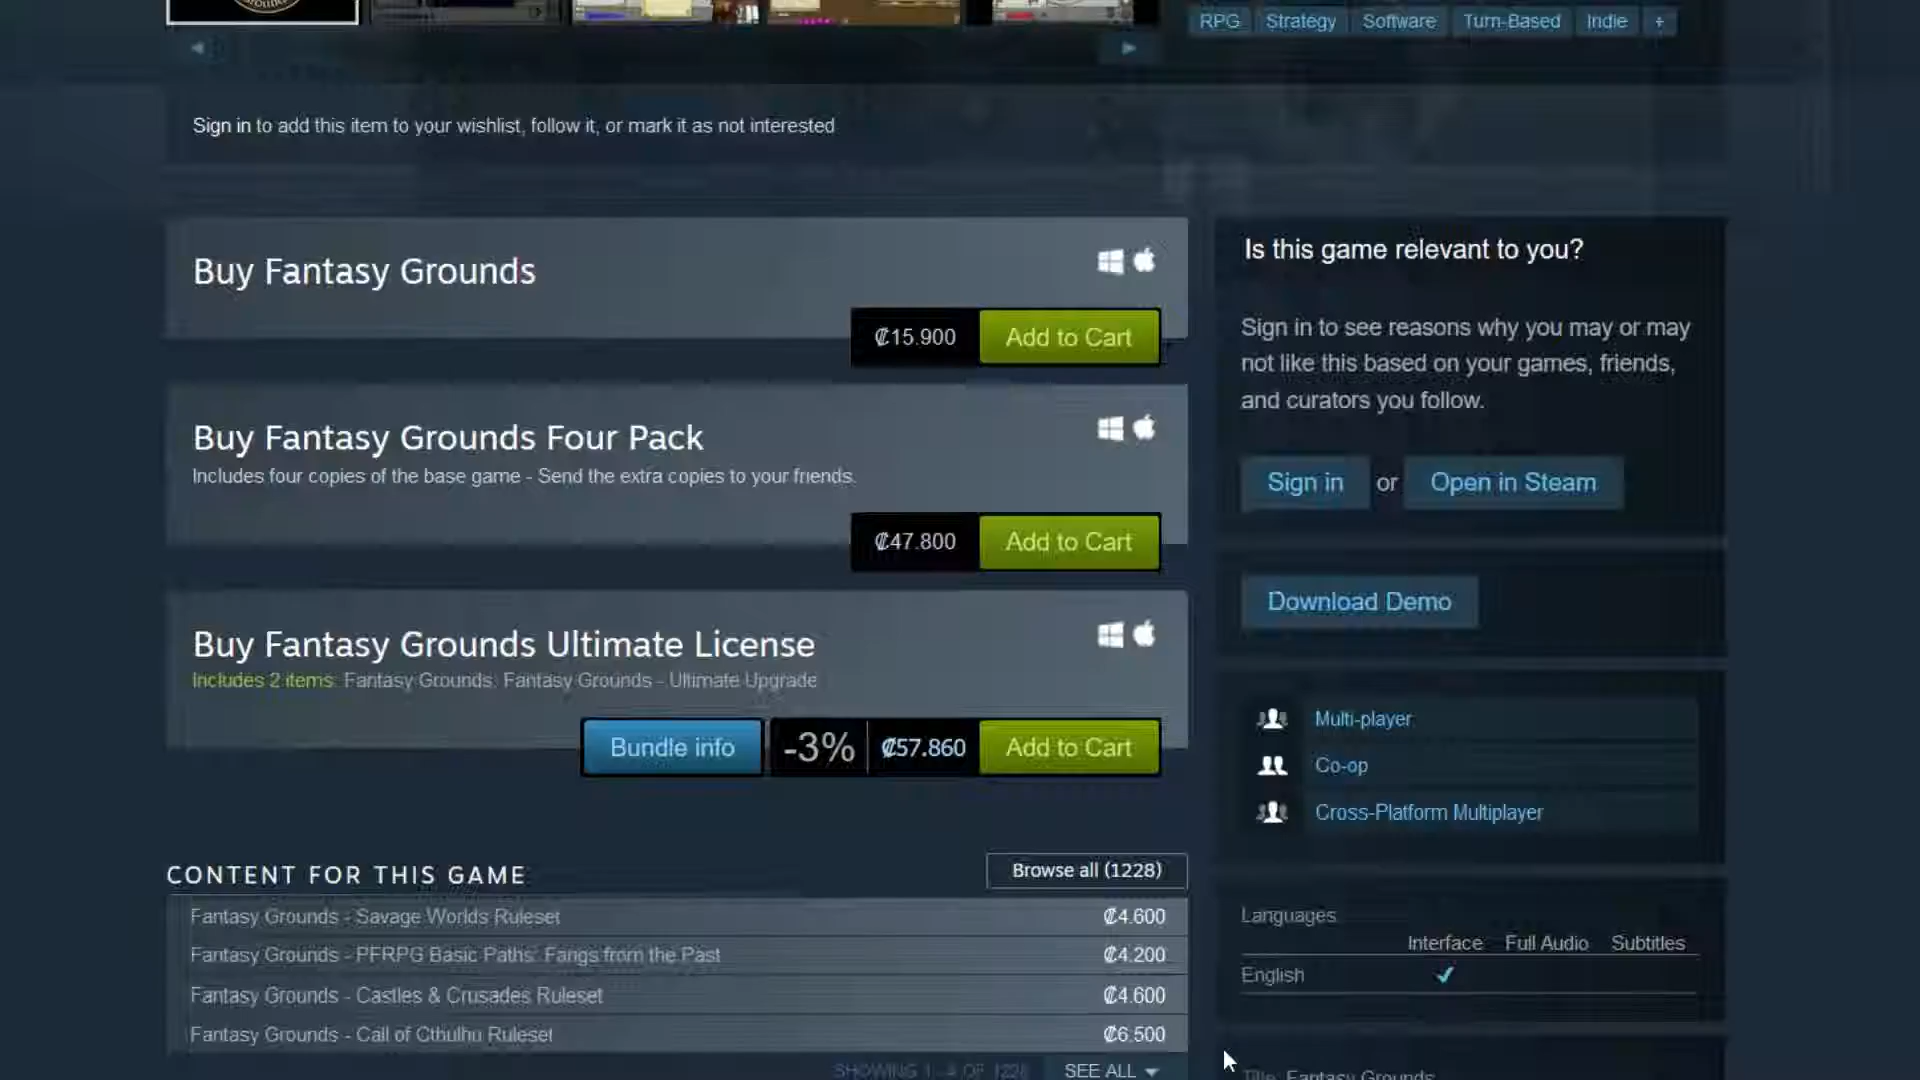 RPG Strategy Software Turn-Based Indie +
Sign in to add this item to your wishlist, follow it, or mark it as not interested
Buy Fantasy Grounds
₡15.900 Add to Cart
Buy Fantasy Grounds Four Pack
Includes four copies of the base game - Send the extra copies to your friends.
₡47.800 Add to Cart
Buy Fantasy Grounds Ultimate License
Includes 2 items: Fantasy Grounds, Fantasy Grounds - Ultimate Upgrade
Bundle info -3% ₡57.860 Add to Cart
CONTENT FOR THIS GAME Browse all (1228)
Fantasy Grounds - Savage Worlds Ruleset ₡4.600
Fantasy Grounds - PFRPG Basic Paths: Fangs from the Past ₡4.200
Fantasy Grounds - Castles & Crusades Ruleset ₡4.600
Fantasy Grounds - Call of Cthulhu Ruleset ₡6.500
SHOWING 1 - 4 OF 1228 SEE ALL
Is this game relevant to you?
Sign in to see reasons why you may or may
not like this based on your games, friends,
and curators you follow.
Sign in or Open in Steam
Download Demo
Multi-player
Co-op
Cross-Platform Multiplayer
Languages
Interface Full Audio Subtitles
English ✓
Title: Fantasy Grounds